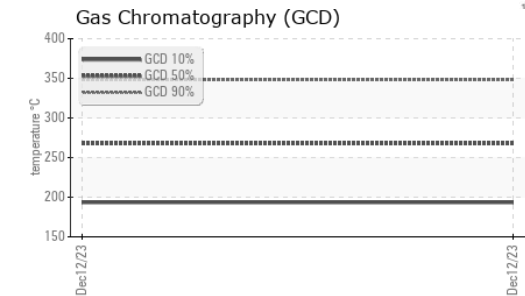 Gas Chromatography (GCD)
400
350
300
250
200
150
temperature °C
GCD 10%
GCD 50%
GCD 90%
Dec12/23
Dec12/23